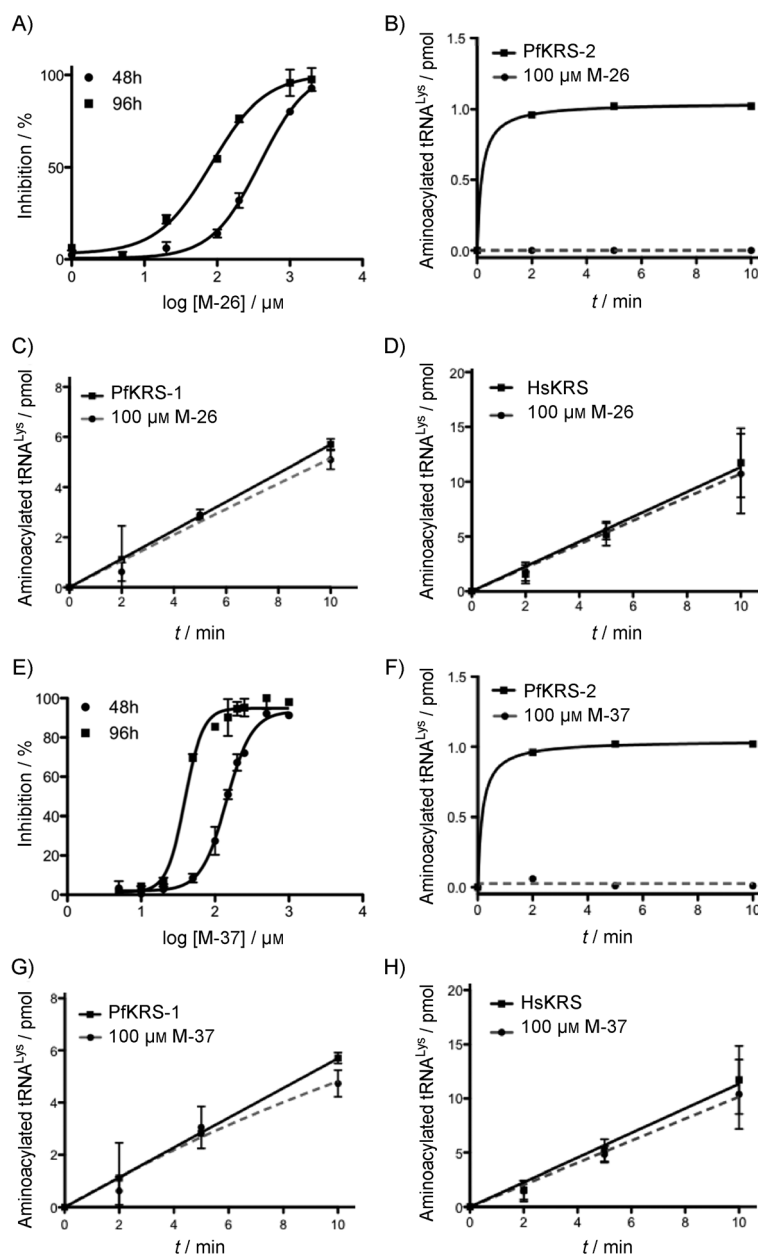 A)
Inhibition / %
100
50
0
48h
96h
0
1
2
3
4
log [M-26] / µM
B)
Aminoacylated tRNALys / pmol
1.5
1.0
0.5
0.0
PfKRS-2
100 µM M-26
0
2
4
6
8
10
t / min
C)
Aminoacylated tRNALys / pmol
8
6
4
2
0
PfKRS-1
100 µM M-26
0
2
4
6
8
10
t / min
D)
Aminoacylated tRNALys / pmol
20
15
10
5
0
HsKRS
100 µM M-26
0
2
4
6
8
10
t / min
E)
Inhibition / %
100
80
60
40
20
0
48h
96h
0
1
2
3
4
log [M-37] / µM
F)
Aminoacylated tRNALys / pmol
1.5
1.0
0.5
0.0
PfKRS-2
100 µM M-37
0
2
4
6
8
10
t / min
G)
Aminoacylated tRNALys / pmol
8
6
4
2
0
PfKRS-1
100 µM M-37
0
2
4
6
8
10
t / min
H)
Aminoacylated tRNALys / pmol
20
15
10
5
0
HsKRS
100 µM M-37
0
2
4
6
8
10
t / min